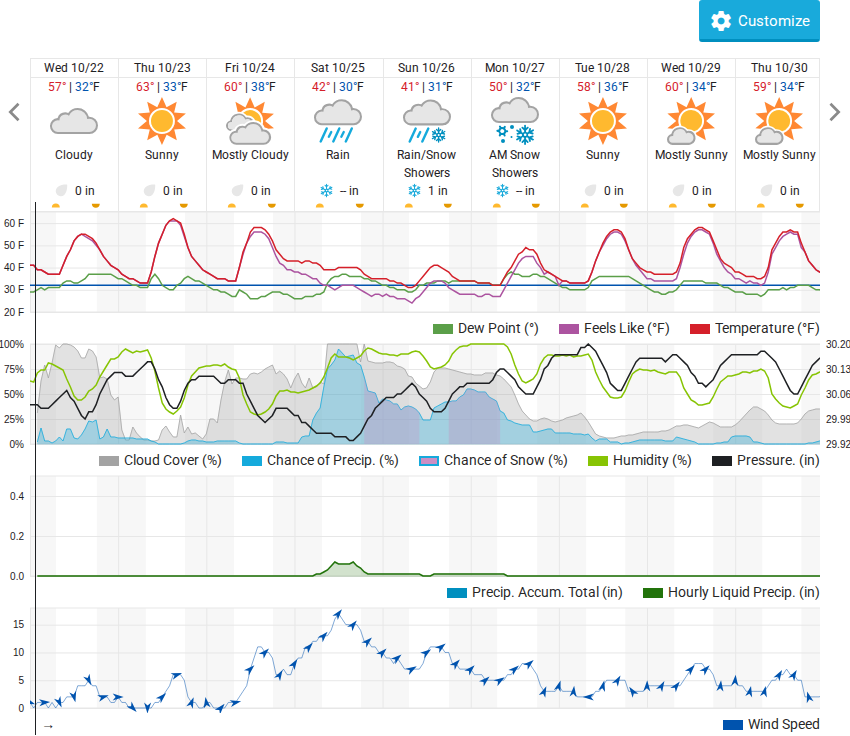 Customize
Wed 10/22 Thu 10/23 Fri 10/24 Sat 10/25 Sun 10/26 Mon 10/27 Tue 10/28 Wed 10/29 Thu 10/30
57° | 32°F 63° | 33°F 60° | 38°F 42° | 30°F 41° | 31°F 50° | 32°F 58° | 36°F 60° | 34°F 59° | 34°F
Cloudy Sunny Mostly Cloudy Rain Rain/Snow Showers AM Snow Showers Sunny Mostly Sunny Mostly Sunny
0 in 0 in 0 in -- in 1 in -- in 0 in 0 in 0 in
60 F
50 F
40 F
30 F
20 F
Dew Point (°) Feels Like (°F) Temperature (°F)
100% 30.20
75% 30.13
50% 30.06
25% 29.99
0% 29.92
Cloud Cover (%) Chance of Precip. (%) Chance of Snow (%) Humidity (%) Pressure. (in)
0.4
0.2
0.0
Precip. Accum. Total (in) Hourly Liquid Precip. (in)
15
10
5
0
→
Wind Speed